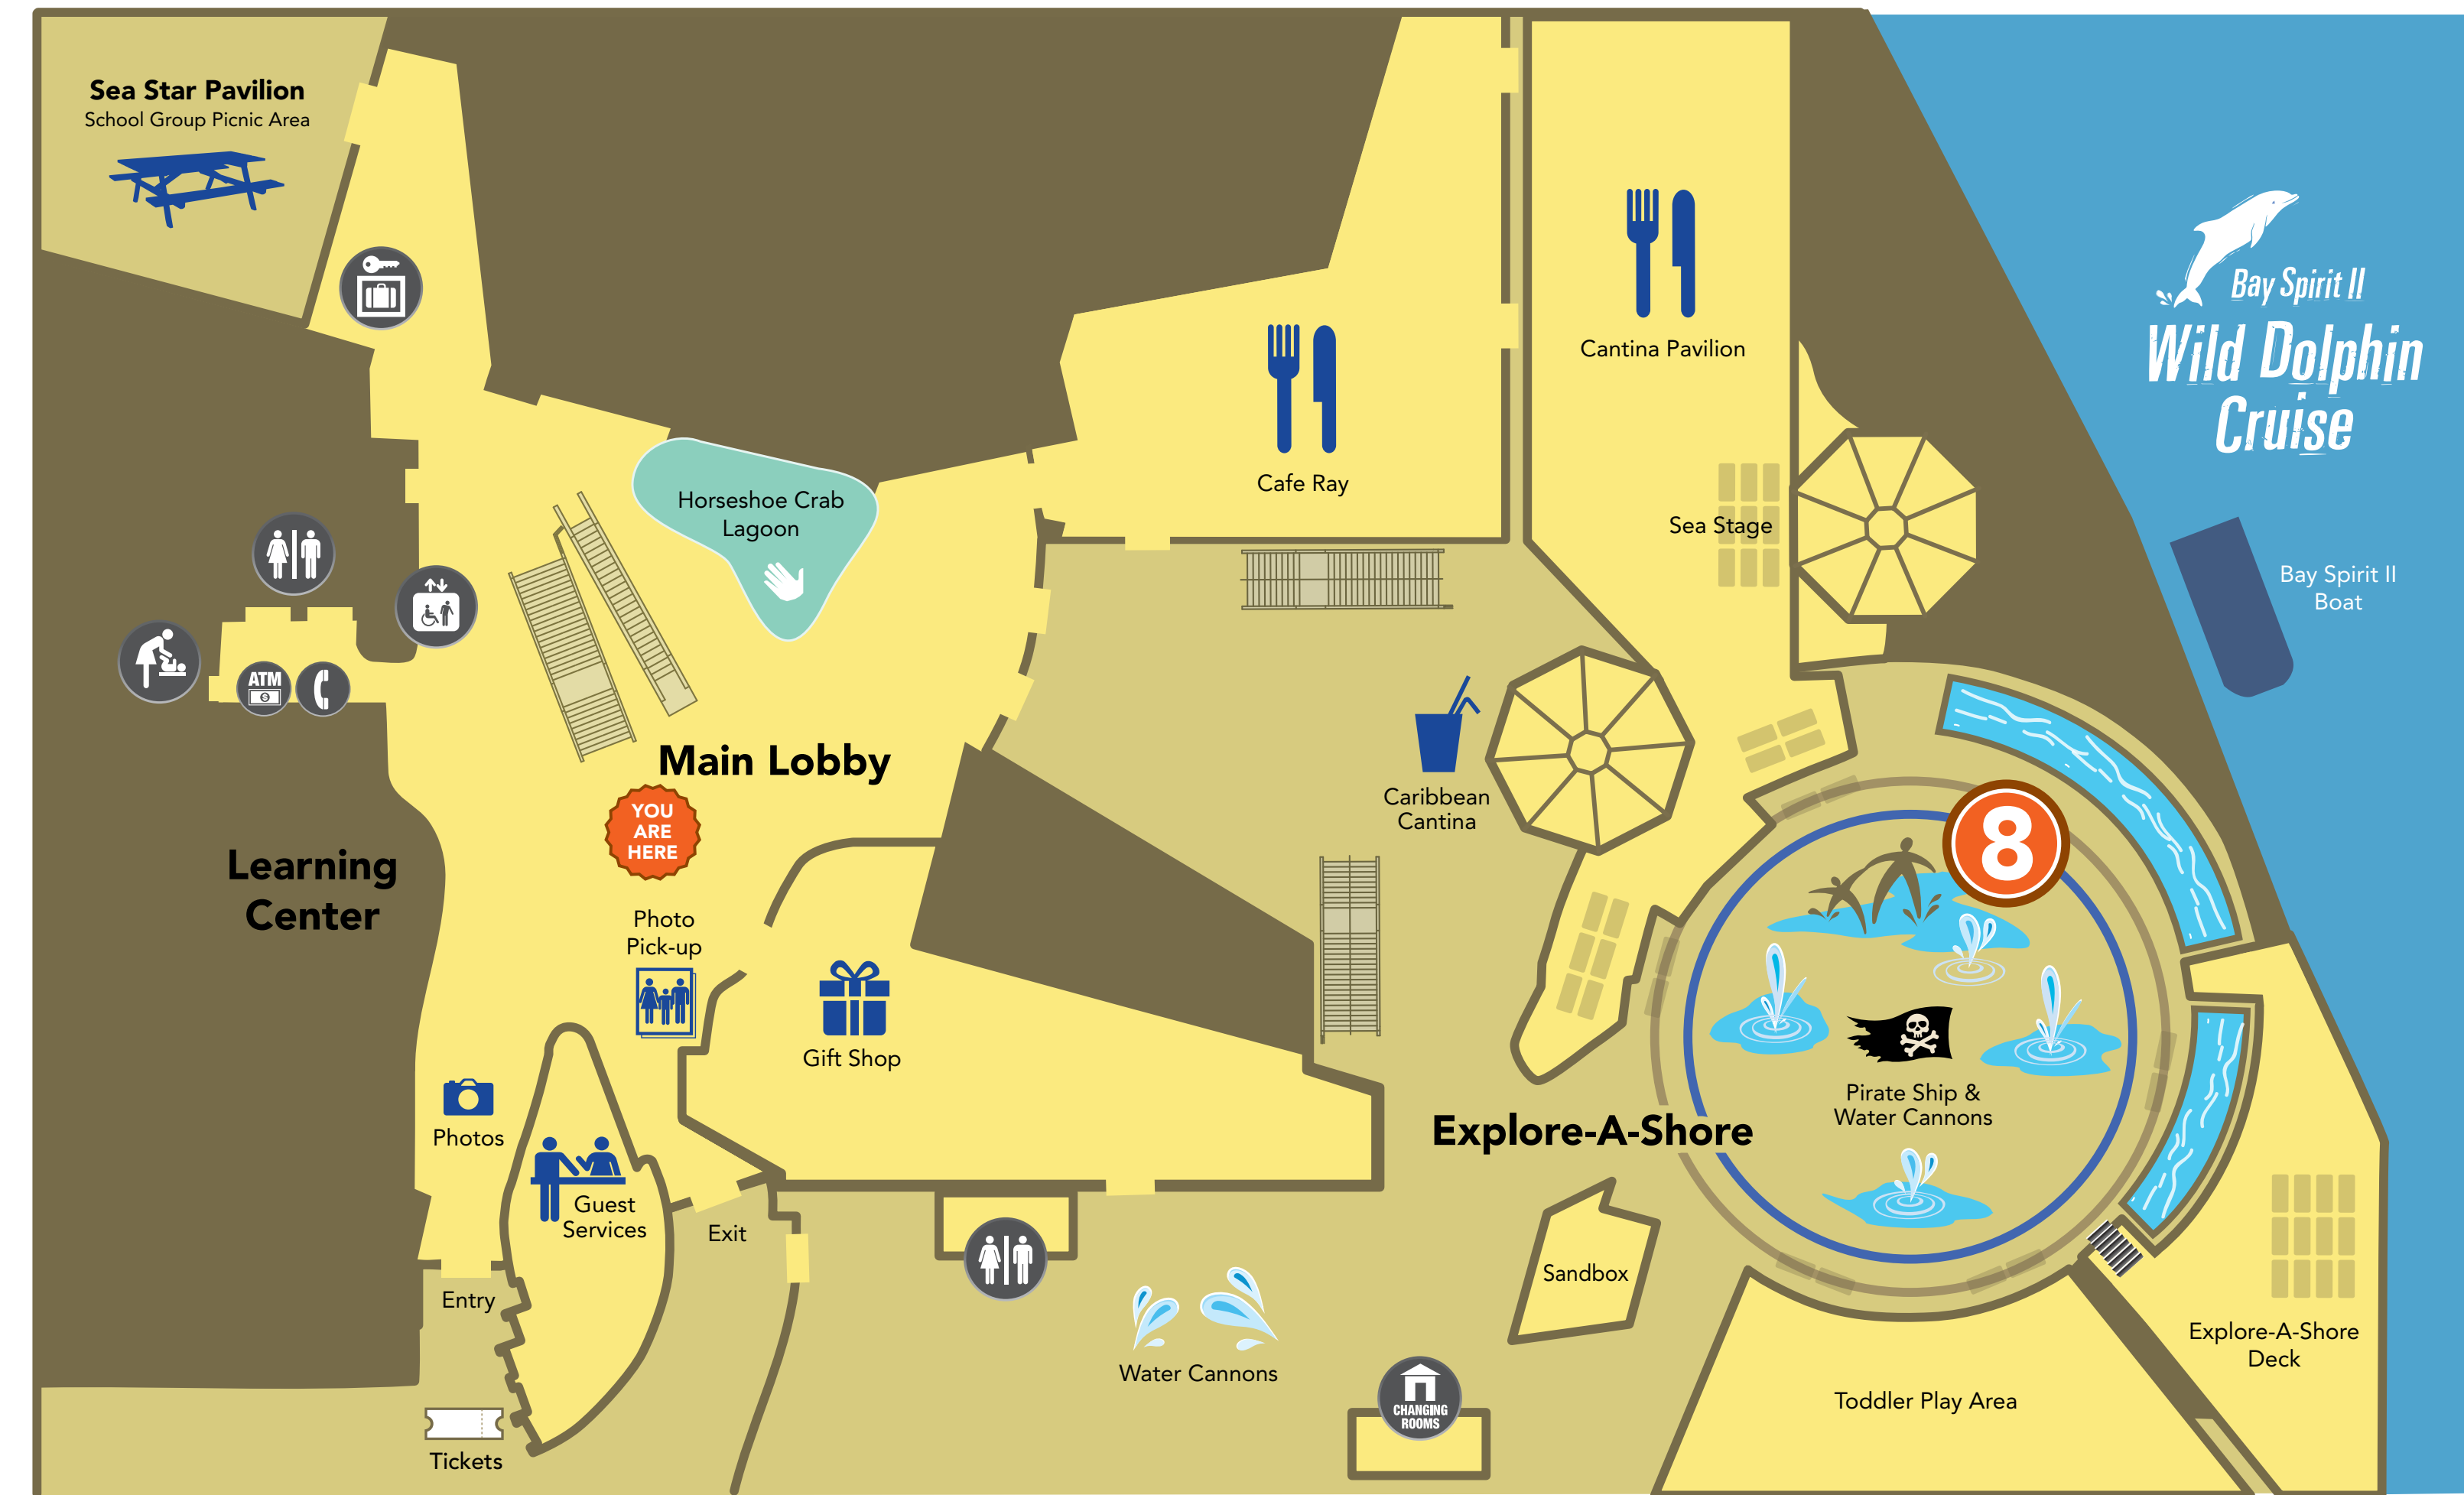 Sea Star Pavilion
School Group Picnic Area
Bay Spirit II
Wild Dolphin
Cruise
Cantina Pavilion
Cafe Ray
Horseshoe Crab
Lagoon
Sea Stage
Bay Spirit II
Boat
ATM
$
Main Lobby
YOU
ARE
HERE
Caribbean
Cantina
8
Learning
Center
Photo
Pick-up
Gift Shop
Photos
Pirate Ship &
Water Cannons
Explore-A-Shore
Guest
Services
Exit
Sandbox
Entry
Explore-A-Shore
Deck
Water Cannons
CHANGING
ROOMS
Toddler Play Area
Tickets